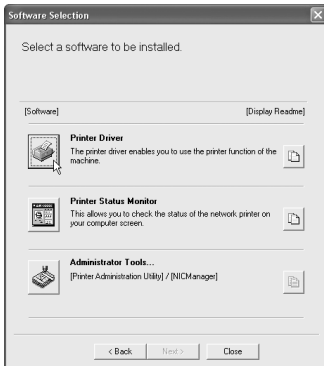 Software Selection
Select a software to be installed.
[Software] [Display Readme]
Printer Driver
The printer driver enables you to use the printer function of the
machine.
Printer Status Monitor
This allows you to check the status of the network printer on
your computer screen.
Administrator Tools...
[Printer Administration Utility] / [NICManager]
< Back Next > Close